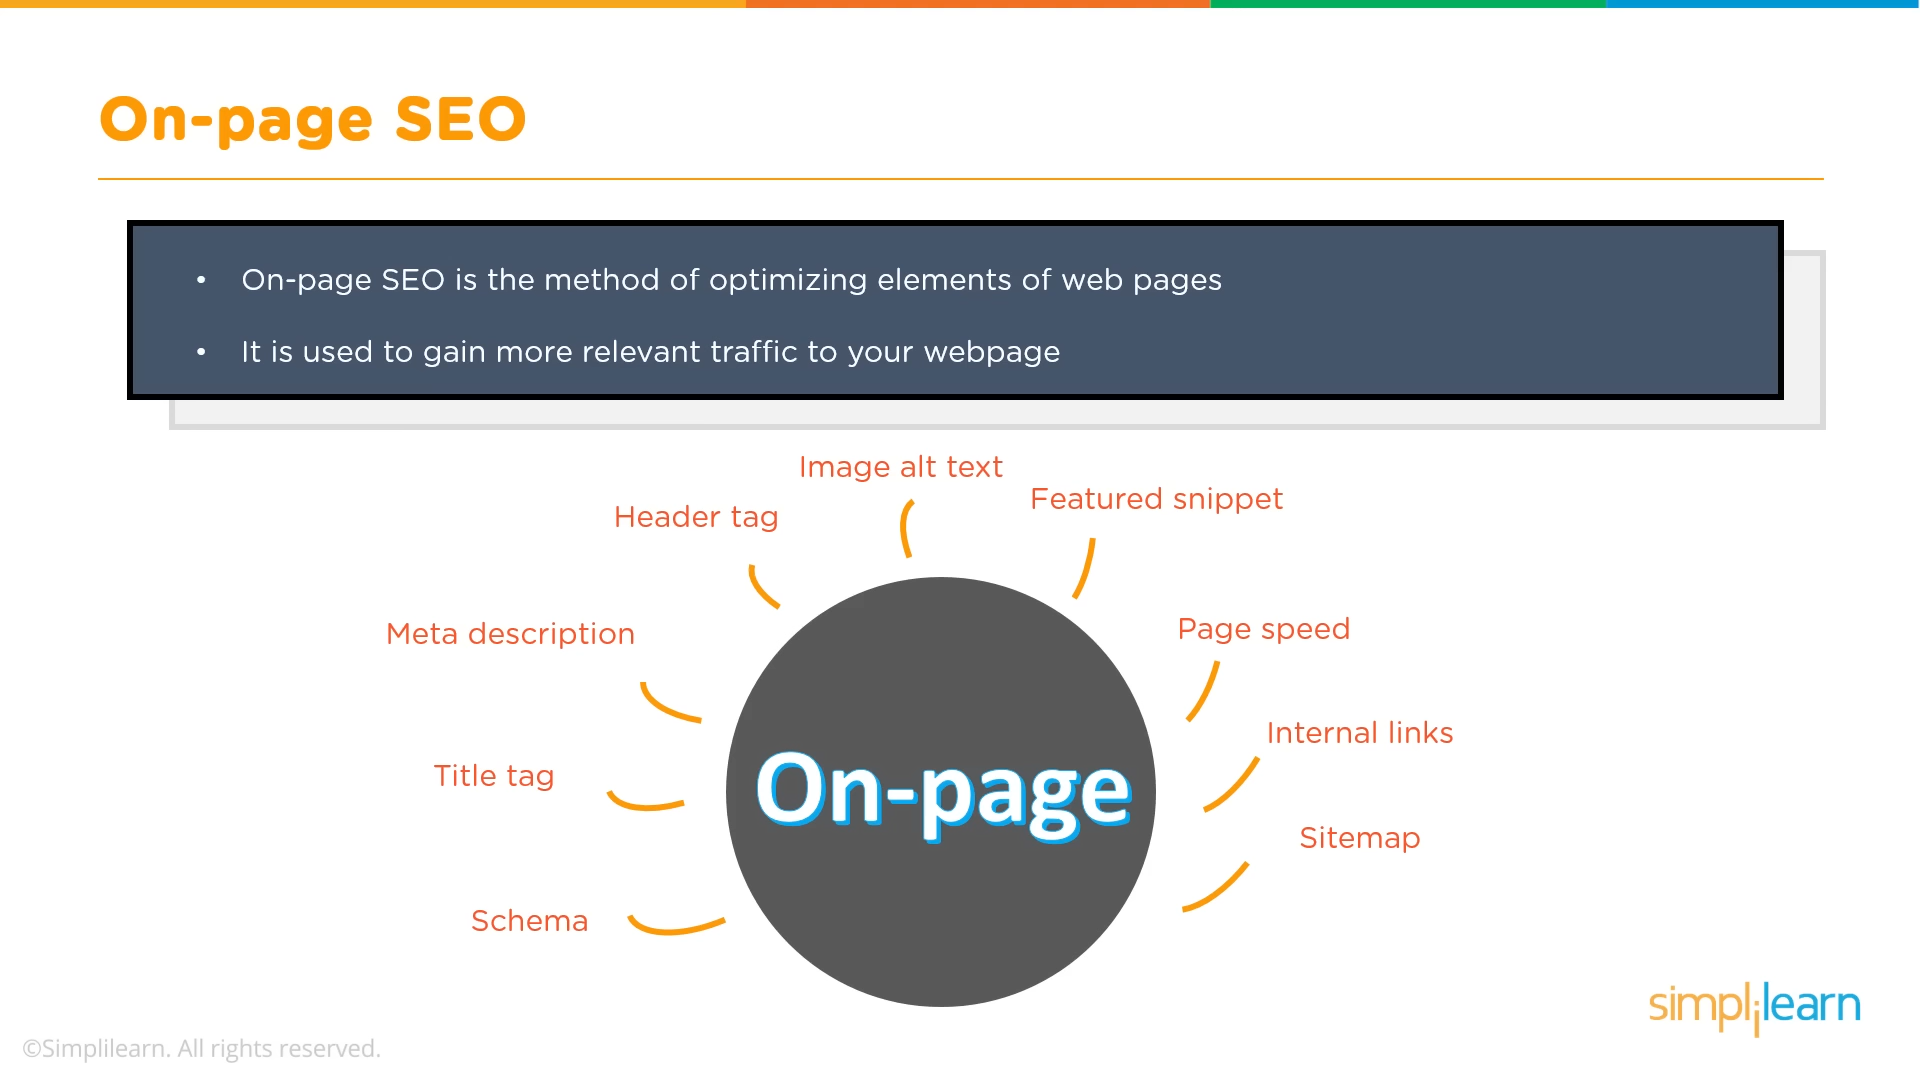 On-page SEO
• On-page SEO is the method of optimizing elements of web pages
• It is used to gain more relevant traffic to your webpage
Image alt text
Featured snippet
Header tag
Page speed
Meta description
Internal links
Title tag
On-page
Sitemap
Schema
simplilearn
©Simplilearn. All rights reserved.